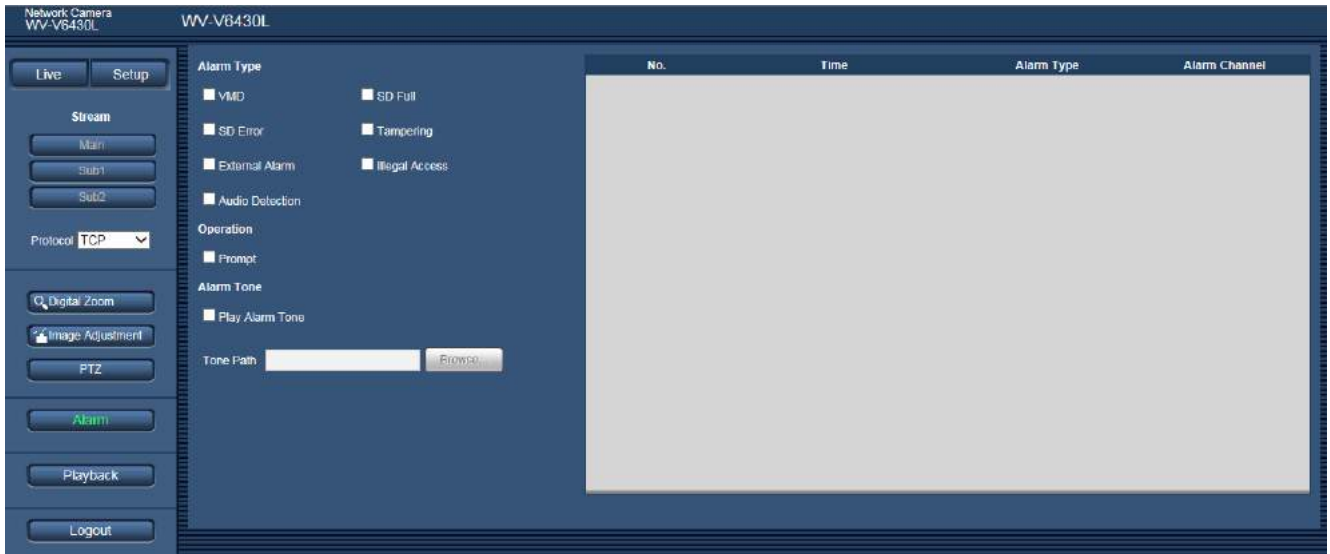 Network Camera
WV-V6430L
WV-V6430L
Live
Setup
Stream
Main
Sub1
Sub2
Protocol TCP
Digital Zoom
Image Adjustment
PTZ
Alarm
Playback
Logout
Alarm Type
VMD
SD Full
SD Error
Tampering
External Alarm
Illegal Access
Audio Detection
Operation
Prompt
Alarm Tone
Play Alarm Tone
Tone Path
Browse...
No. Time Alarm Type Alarm Channel